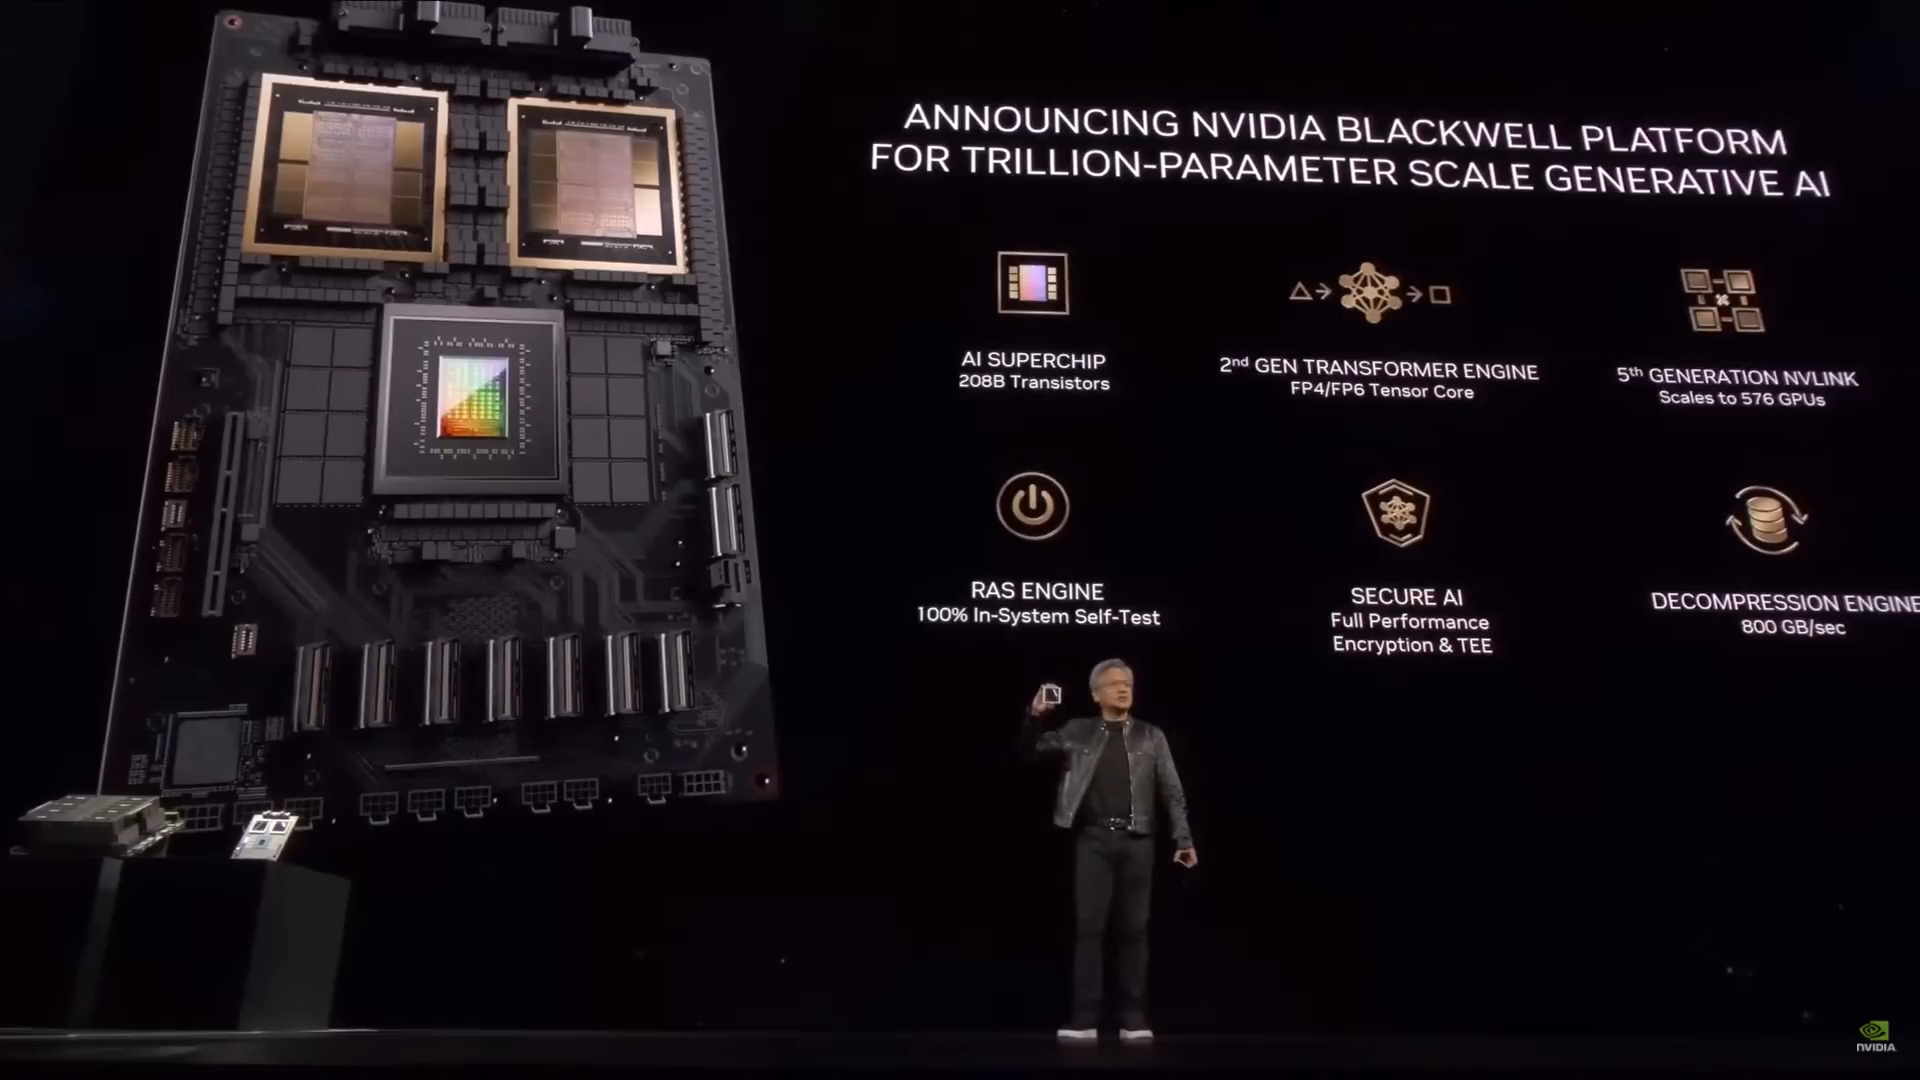 ANNOUNCING NVIDIA BLACKWELL PLATFORM
FOR TRILLION-PARAMETER SCALE GENERATIVE AI
AI SUPERCHIP
208B Transistors
2nd GEN TRANSFORMER ENGINE
FP4/FP6 Tensor Core
5th GENERATION NVLINK
Scales to 576 GPUs
RAS ENGINE
100% In-System Self-Test
SECURE AI
Full Performance
Encryption & TEE
DECOMPRESSION ENGINE
800 GB/sec
NVIDIA